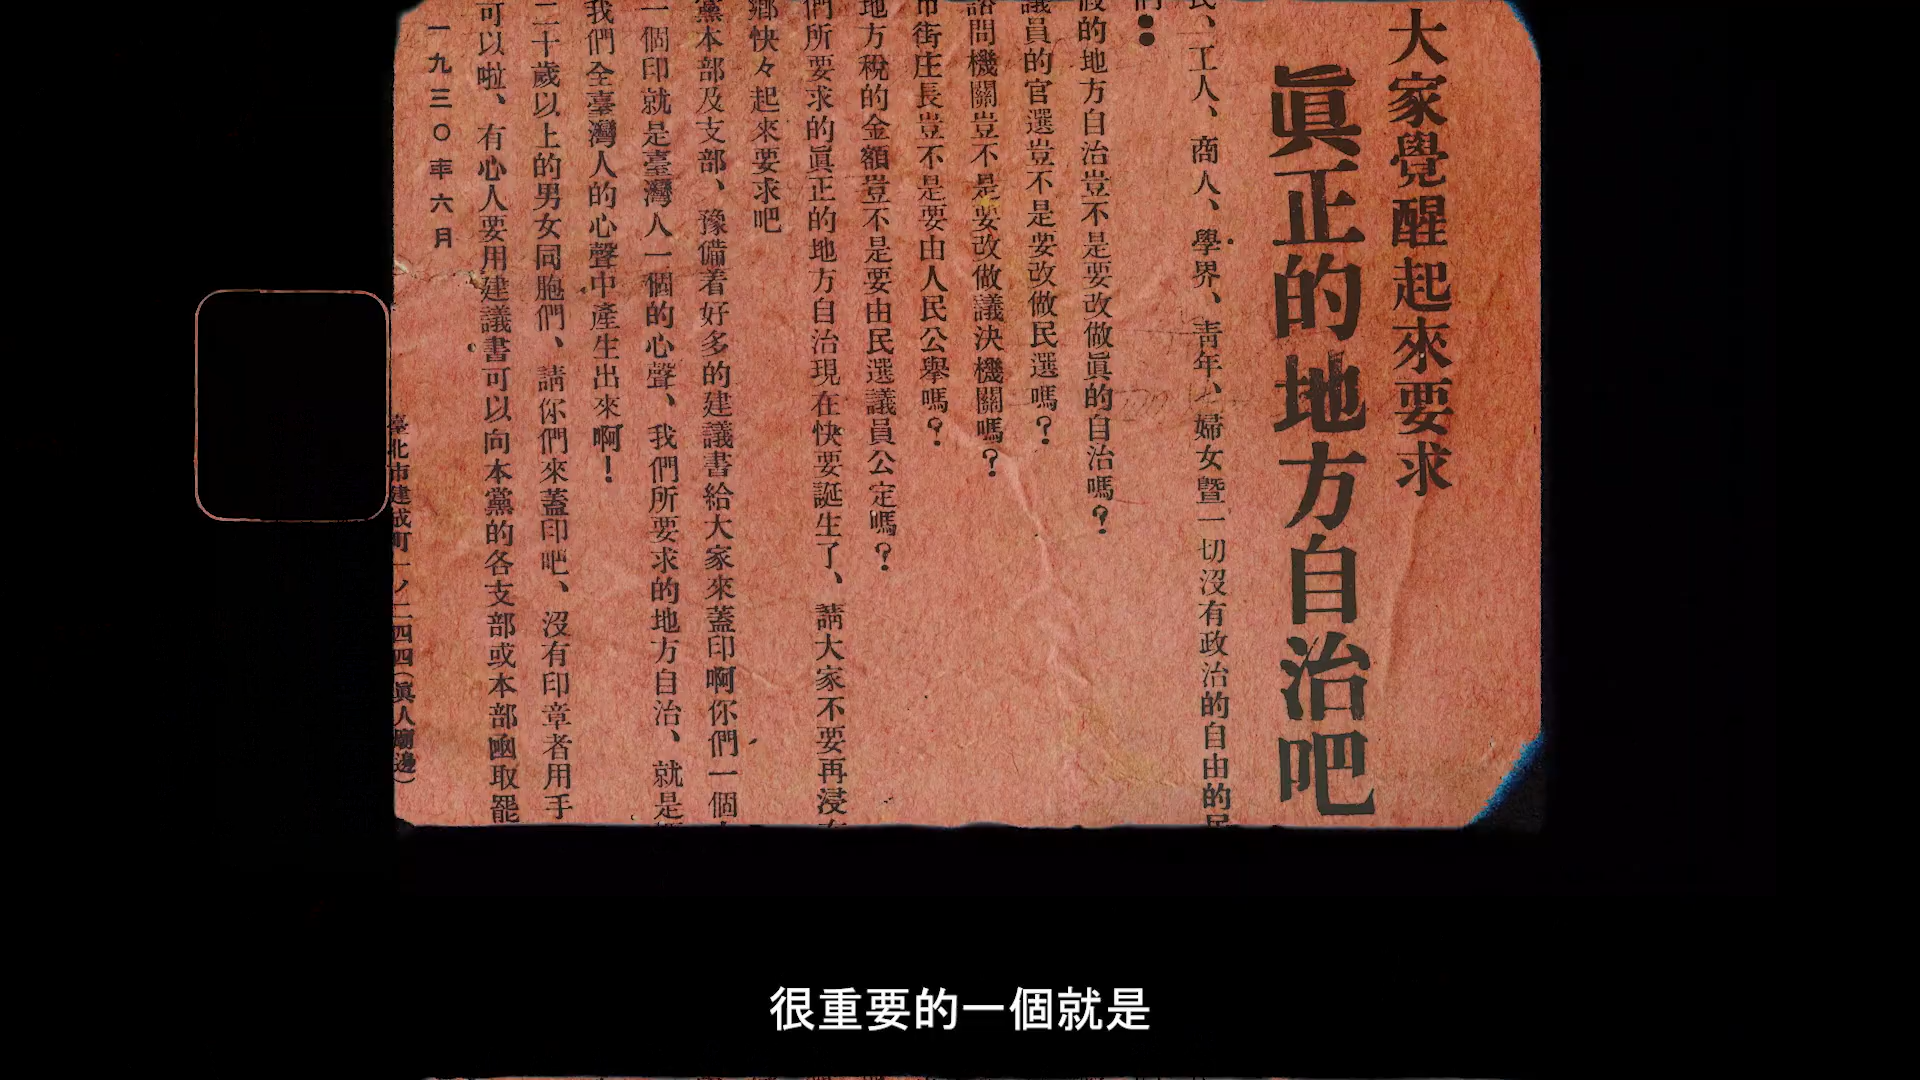 大家覺醒起來要求
眞正的地方自治吧
民、工人、商人、學界、靑年、婦女曁一切沒有政治的自由的民
們：
假的地方自治豈不是要改做眞的自治嗎？
議員的官選豈不是要改做民選嗎？
諮問機關豈不是要改做議決機關嗎？
市街庄長豈不是要由人民公舉嗎？
地方稅的金額豈不是要由民選議員公定嗎？
們所要求的眞正的地方自治現在快要誕生了、請大家不要再浸在
鄉快々起來要求吧
黨本部及支部、豫備着好多的建議書給大家來蓋印啊你們一個
一個印就是臺灣人一個的心聲、我們所要求的地方自治、就是
我們全臺灣人的心聲中產生出來啊！
二十歲以上的男女同胞們、請你們來蓋印吧、沒有印章者用手
可以啦、有心人要用建議書可以向本黨的各支部或本部凾取罷
一九三〇年六月
臺北市建成町一ノ二四四（眞人廟邊）
很重要的一個就是